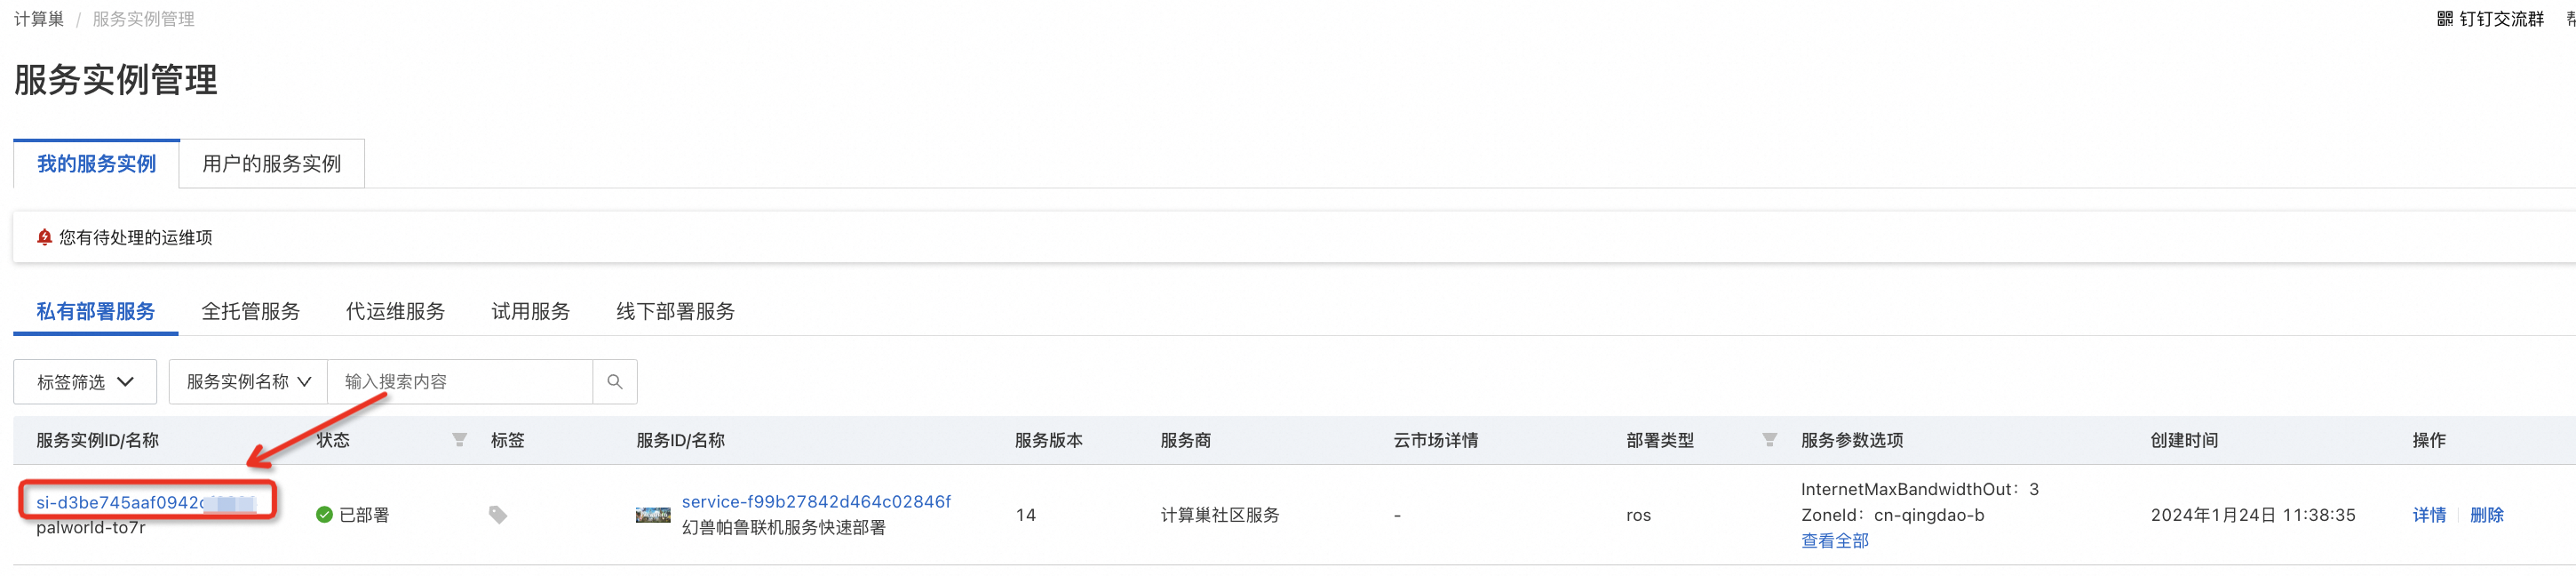 计算巢 / 服务实例管理
钉钉交流群
服务实例管理
我的服务实例 用户的服务实例
您有待处理的运维项
私有部署服务 全托管服务 代运维服务 试用服务 线下部署服务
标签筛选 服务实例名称 输入搜索内容
服务实例ID/名称 状态 标签 服务ID/名称 服务版本 服务商 云市场详情 部署类型 服务参数选项 创建时间 操作
si-d3be745aaf0942c
palworld-to7r
已部署
service-f99b27842d464c02846f
幻兽帕鲁联机服务快速部署
14
计算巢社区服务
-
ros
InternetMaxBandwidthOut: 3
ZoneId: cn-qingdao-b
查看全部
2024年1月24日 11:38:35
详情 删除